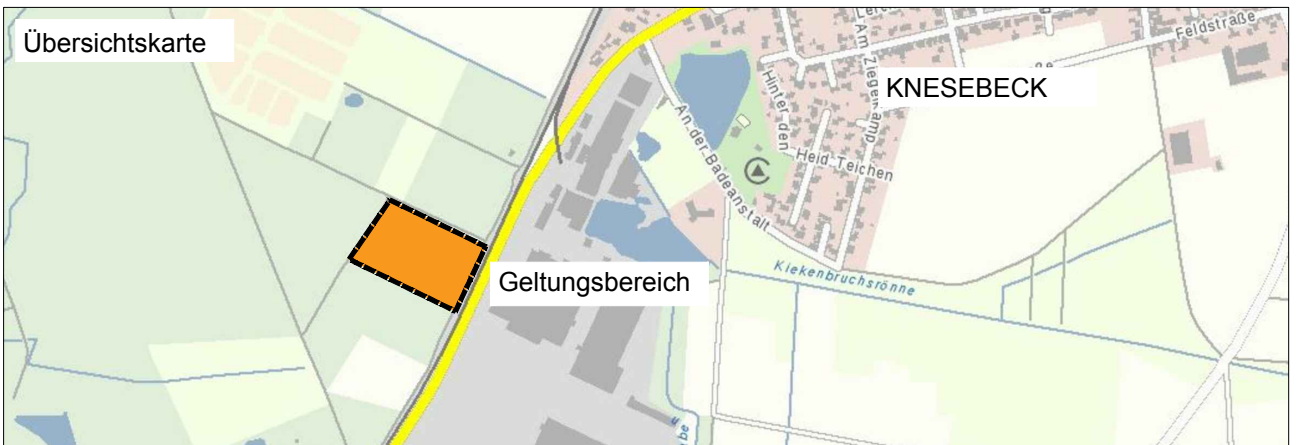 Übersichtskarte
Feldstraße
KNESEBECK
Am Ziegelkamp
Hinter den
Heid Teichen
An der Badeanstalt
Geltungsbereich
Kiekenbruchsrönne